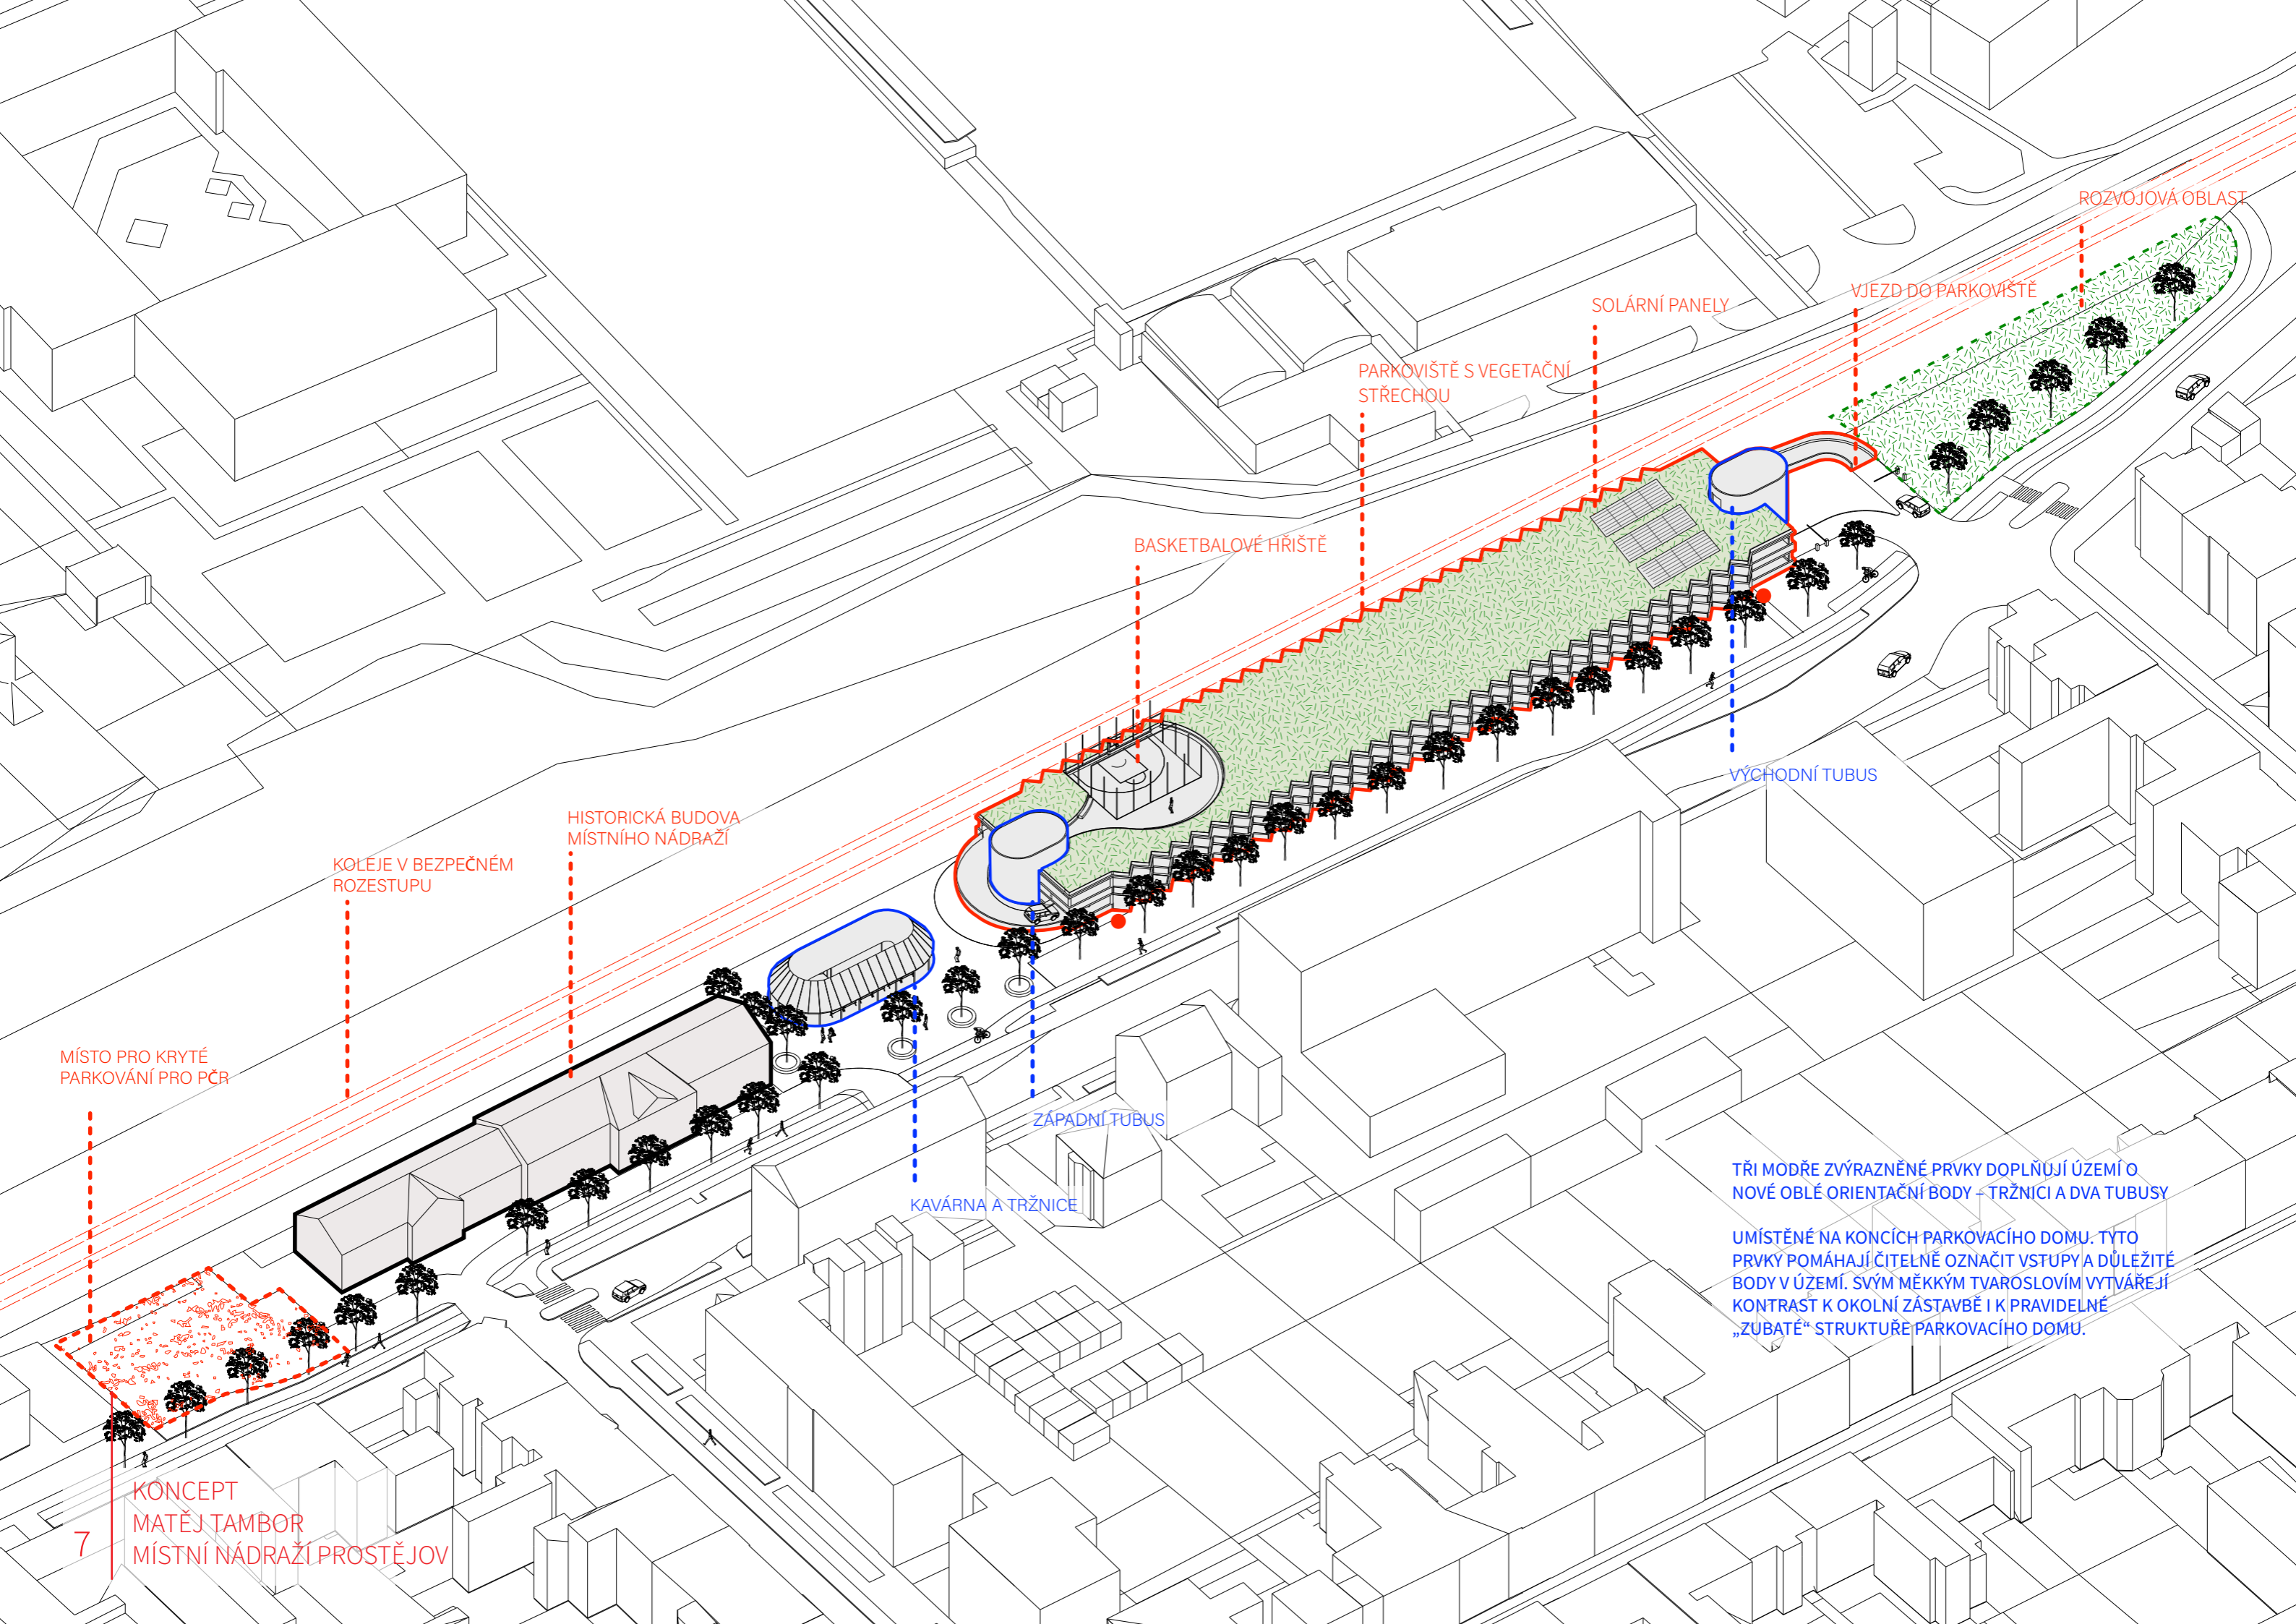 ROZVOJOVÁ OBLAST
VJEZD DO PARKOVIŠTĚ
SOLÁRNÍ PANELY
PARKOVIŠTĚ S VEGETAČNÍ
STŘECHOU
BASKETBALOVÉ HŘIŠTĚ
VÝCHODNÍ TUBUS
HISTORICKÁ BUDOVA
MÍSTNÍHO NÁDRAŽÍ
KOLEJE V BEZPEČNÉM
ROZESTUPU
MÍSTO PRO KRYTÉ
PARKOVÁNÍ PRO PČR
ZÁPADNÍ TUBUS
KAVÁRNA A TRŽNICE
TŘI MODŘE ZVÝRAZNĚNÉ PRVKY DOPLŇUJÍ ÚZEMÍ O
NOVÉ OBLÉ ORIENTAČNÍ BODY – TRŽNICI A DVA TUBUSY
UMÍSTĚNÉ NA KONCÍCH PARKOVACÍHO DOMU. TYTO
PRVKY POMÁHAJÍ ČITELNĚ OZNAČIT VSTUPY A DŮLEŽITÉ
BODY V ÚZEMÍ. SVÝM MĚKKÝM TVAROSLOVÍM VYTVÁŘEJÍ
KONTRAST K OKOLNÍ ZÁSTAVBĚ I K PRAVIDELNÉ
„ZUBATÉ“ STRUKTUŘE PARKOVACÍHO DOMU.
KONCEPT
MATĚJ TAMBOR
MÍSTNÍ NÁDRAŽÍ PROSTĚJOV
7